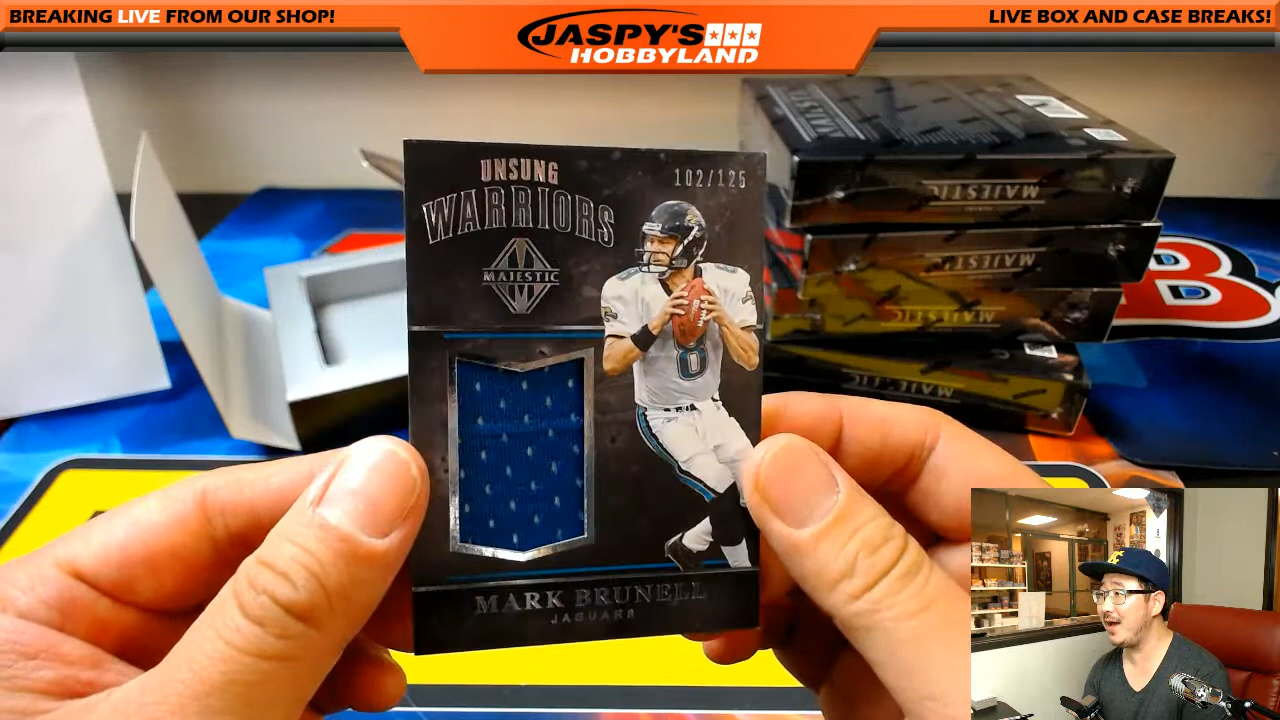 BREAKING LIVE FROM OUR SHOP!
JASPY'S
HOBBYLAND
LIVE BOX AND CASE BREAKS!
UNSUNG
WARRIORS
102/125
MAJESTIC
8
MARK BRUNELL
JAGUARS
MAJESTIC
MAJESTIC
MAJESTIC
MAJESTIC
B